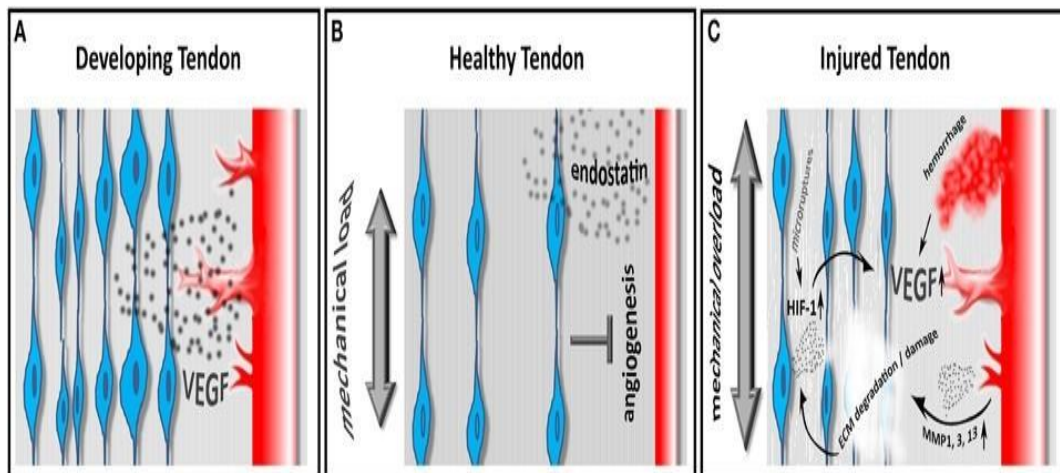 A
Developing Tendon
VEGF
B
Healthy Tendon
mechanical load
endostatin
angiogenesis
C
Injured Tendon
mechanical overload
microruptures
hemorrhage
HIF-1
VEGF
ECM degradation / damage
MMP1, 3, 13